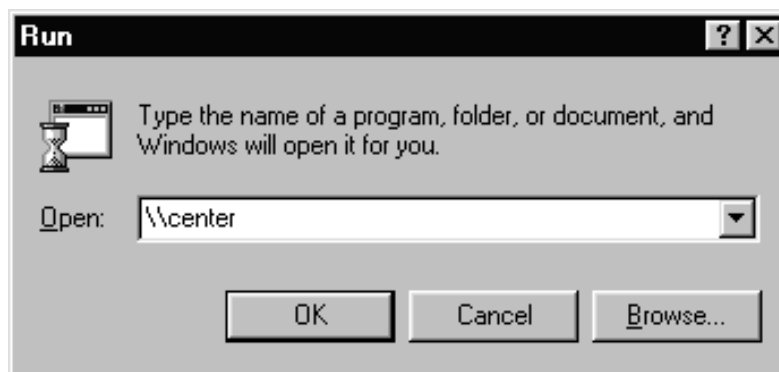 Run
Type the name of a program, folder, or document, and
Windows will open it for you.
Open: \\center
OK Cancel Browse...